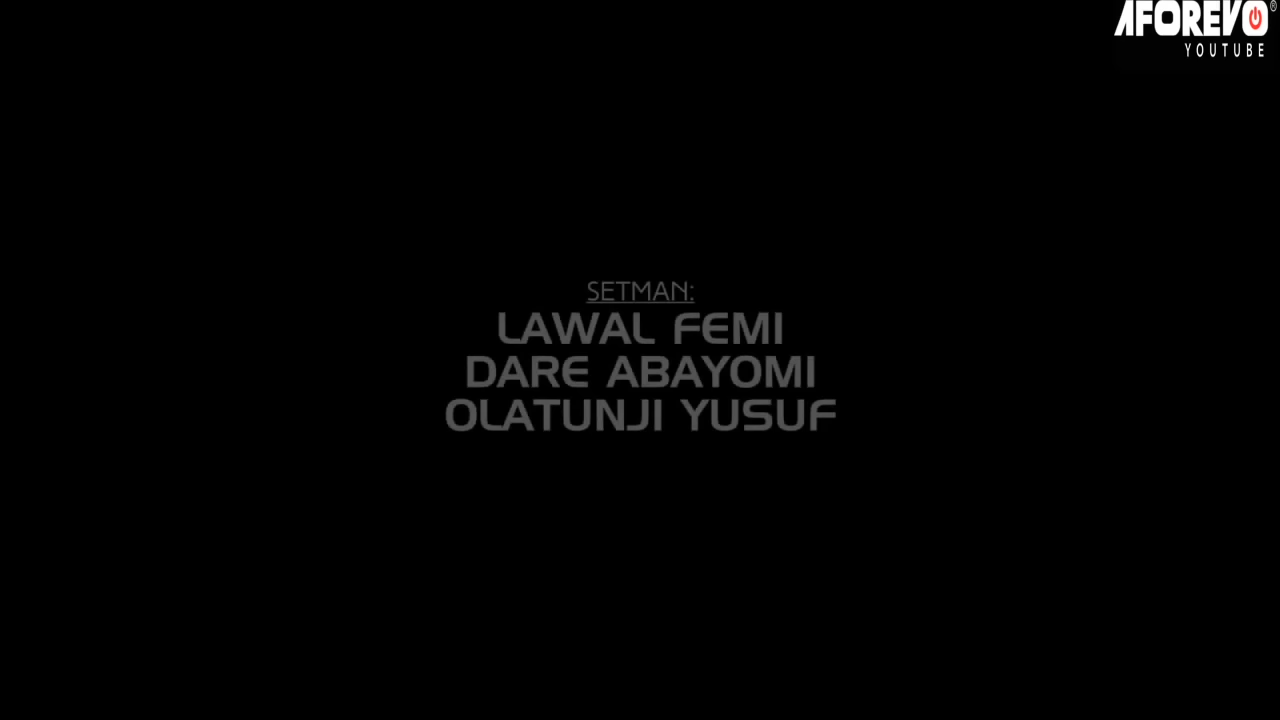 AFOREVO®
YOUTUBE
SETMAN:
LAWAL FEMI
DARE ABAYOMI
OLATUNJI YUSUF